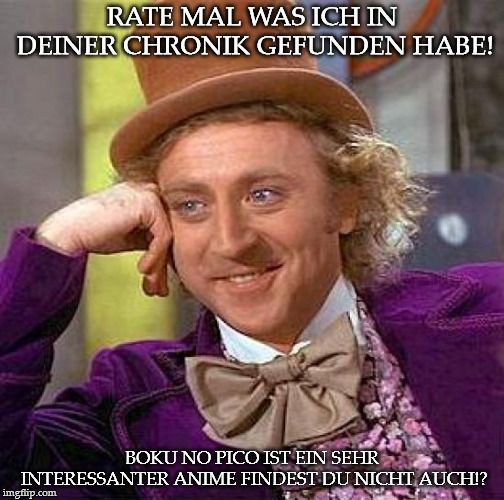 RATE MAL WAS ICH IN
DEINER CHRONIK GEFUNDEN HABE!
BOKU NO PICO IST EIN SEHR
INTERESSANTER ANIME FINDEST DU NICHT AUCH!?
imgflip.com